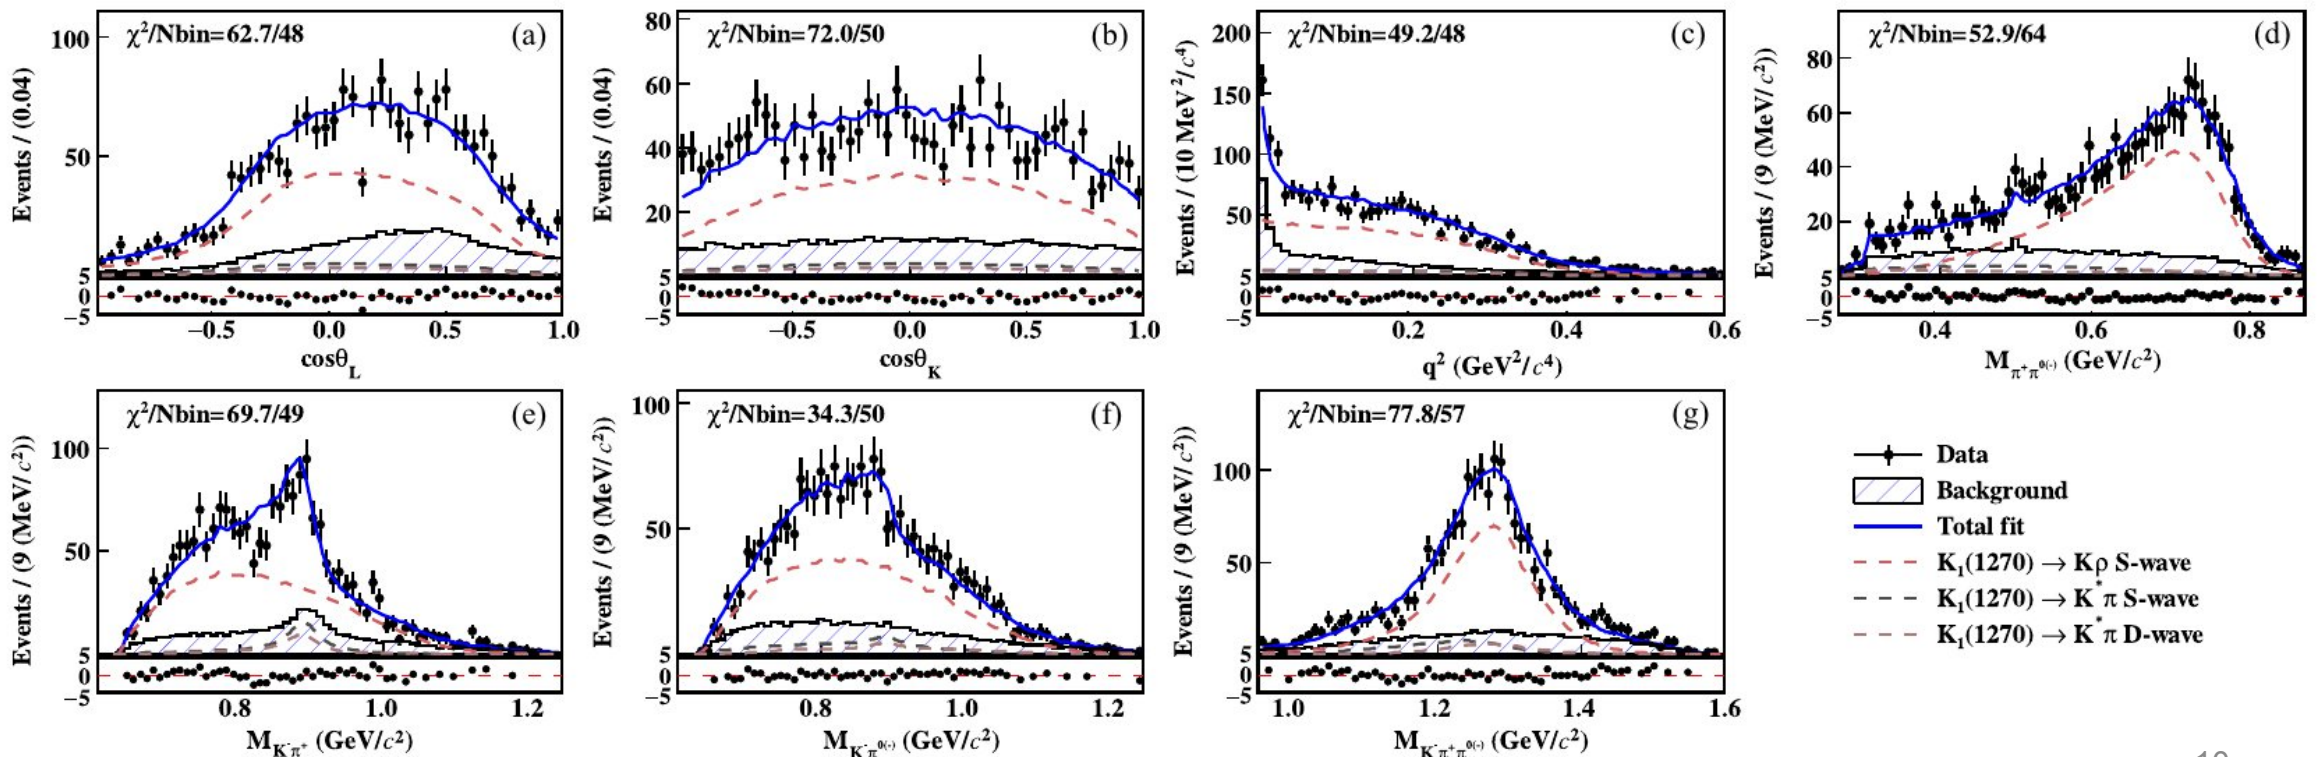 χ²/Nbin=62.7/48 (a)
Events / (0.04)
100
50
5
0
−5
−0.5 0.0 0.5 1.0
cosθ_L
χ²/Nbin=72.0/50 (b)
Events / (0.04)
80
60
40
20
5
0
−5
−0.5 0.0 0.5 1.0
cosθ_K
χ²/Nbin=49.2/48 (c)
Events / (10 MeV²/c⁴)
200
150
100
50
5
0
−5
0.2 0.4 0.6
q² (GeV²/c⁴)
χ²/Nbin=52.9/64 (d)
Events / (9 (MeV/c²))
80
60
40
20
5
0
−5
0.4 0.6 0.8
M_π⁺π⁰⁽⁻⁾ (GeV/c²)
χ²/Nbin=69.7/49 (e)
Events / (9 (MeV/c²))
100
50
5
0
−5
0.8 1.0 1.2
M_K⁻π⁺ (GeV/c²)
χ²/Nbin=34.3/50 (f)
Events / (9 (MeV/c²))
100
50
5
0
−5
0.8 1.0 1.2
M_K⁻π⁰⁽⁻⁾ (GeV/c²)
χ²/Nbin=77.8/57 (g)
Events / (9 (MeV/c²))
100
50
5
0
−5
1.0 1.2 1.4 1.6
M_K⁻π⁺π⁰⁽⁻⁾ (GeV/c²)
Data
Background
Total fit
K₁(1270) → Kρ S-wave
K₁(1270) → K*π S-wave
K₁(1270) → K*π D-wave